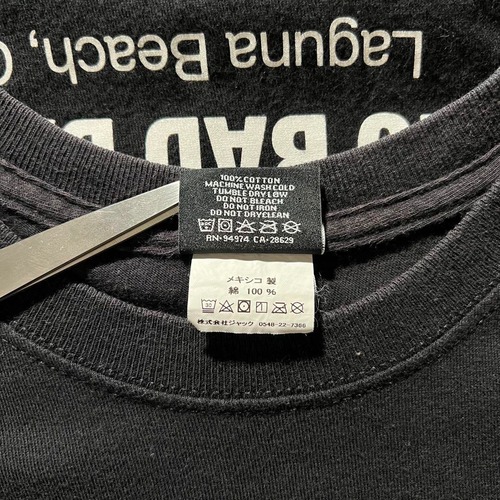 Laguna Beach, C
O BAD D
100% COTTON
MACHINE WASH COLD
TUMBLE DRY LOW
DO NOT BLEACH
DO NOT IRON
DO NOT DRYCLEAN
RN-94974 CA-28629
メキシコ 製
綿 100 %
株式会社ジャック 0548-22-7366